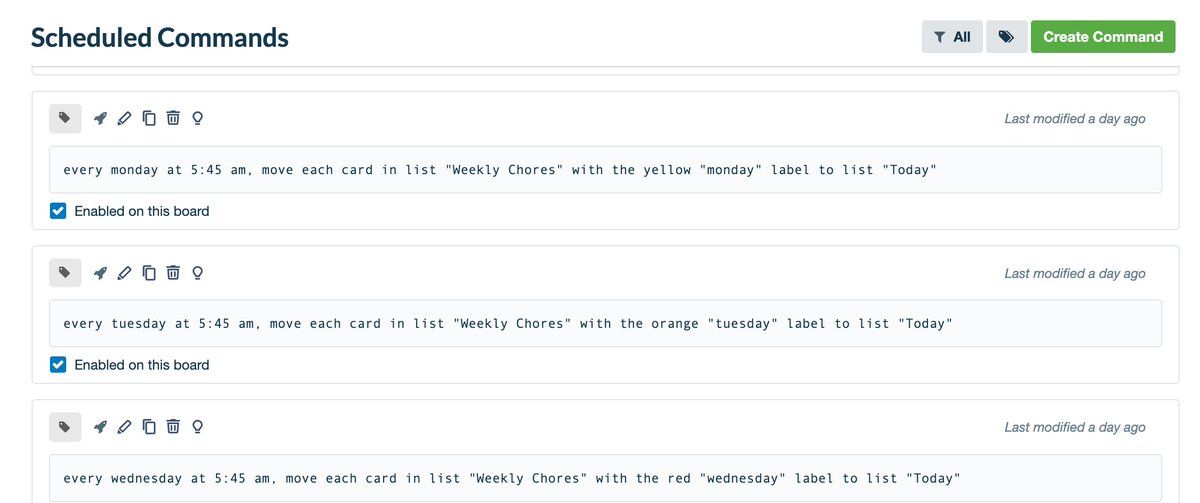 Scheduled Commands
All
Create Command
Last modified a day ago
every monday at 5:45 am, move each card in list "Weekly Chores" with the yellow "monday" label to list "Today"
Enabled on this board
Last modified a day ago
every tuesday at 5:45 am, move each card in list "Weekly Chores" with the orange "tuesday" label to list "Today"
Enabled on this board
Last modified a day ago
every wednesday at 5:45 am, move each card in list "Weekly Chores" with the red "wednesday" label to list "Today"